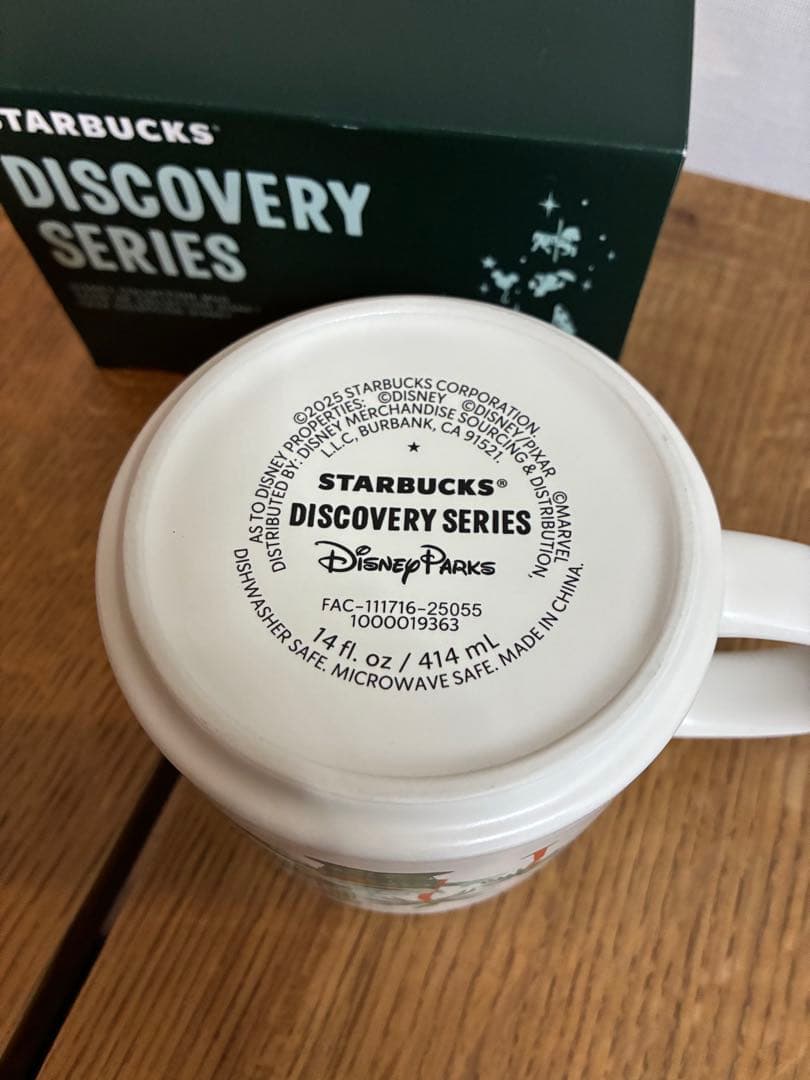 STARBUCKS
DISCOVERY
SERIES
©2025 STARBUCKS CORPORATION.
AS TO DISNEY PROPERTIES: ©DISNEY ©DISNEY/PIXAR ©MARVEL
DISTRIBUTED BY: DISNEY MERCHANDISE SOURCING & DISTRIBUTION,
L.L.C, BURBANK, CA 91521.
STARBUCKS®
DISCOVERY SERIES
Disney Parks
FAC-111716-25055
1000019363
14 fl. oz / 414 mL
DISHWASHER SAFE. MICROWAVE SAFE. MADE IN CHINA.